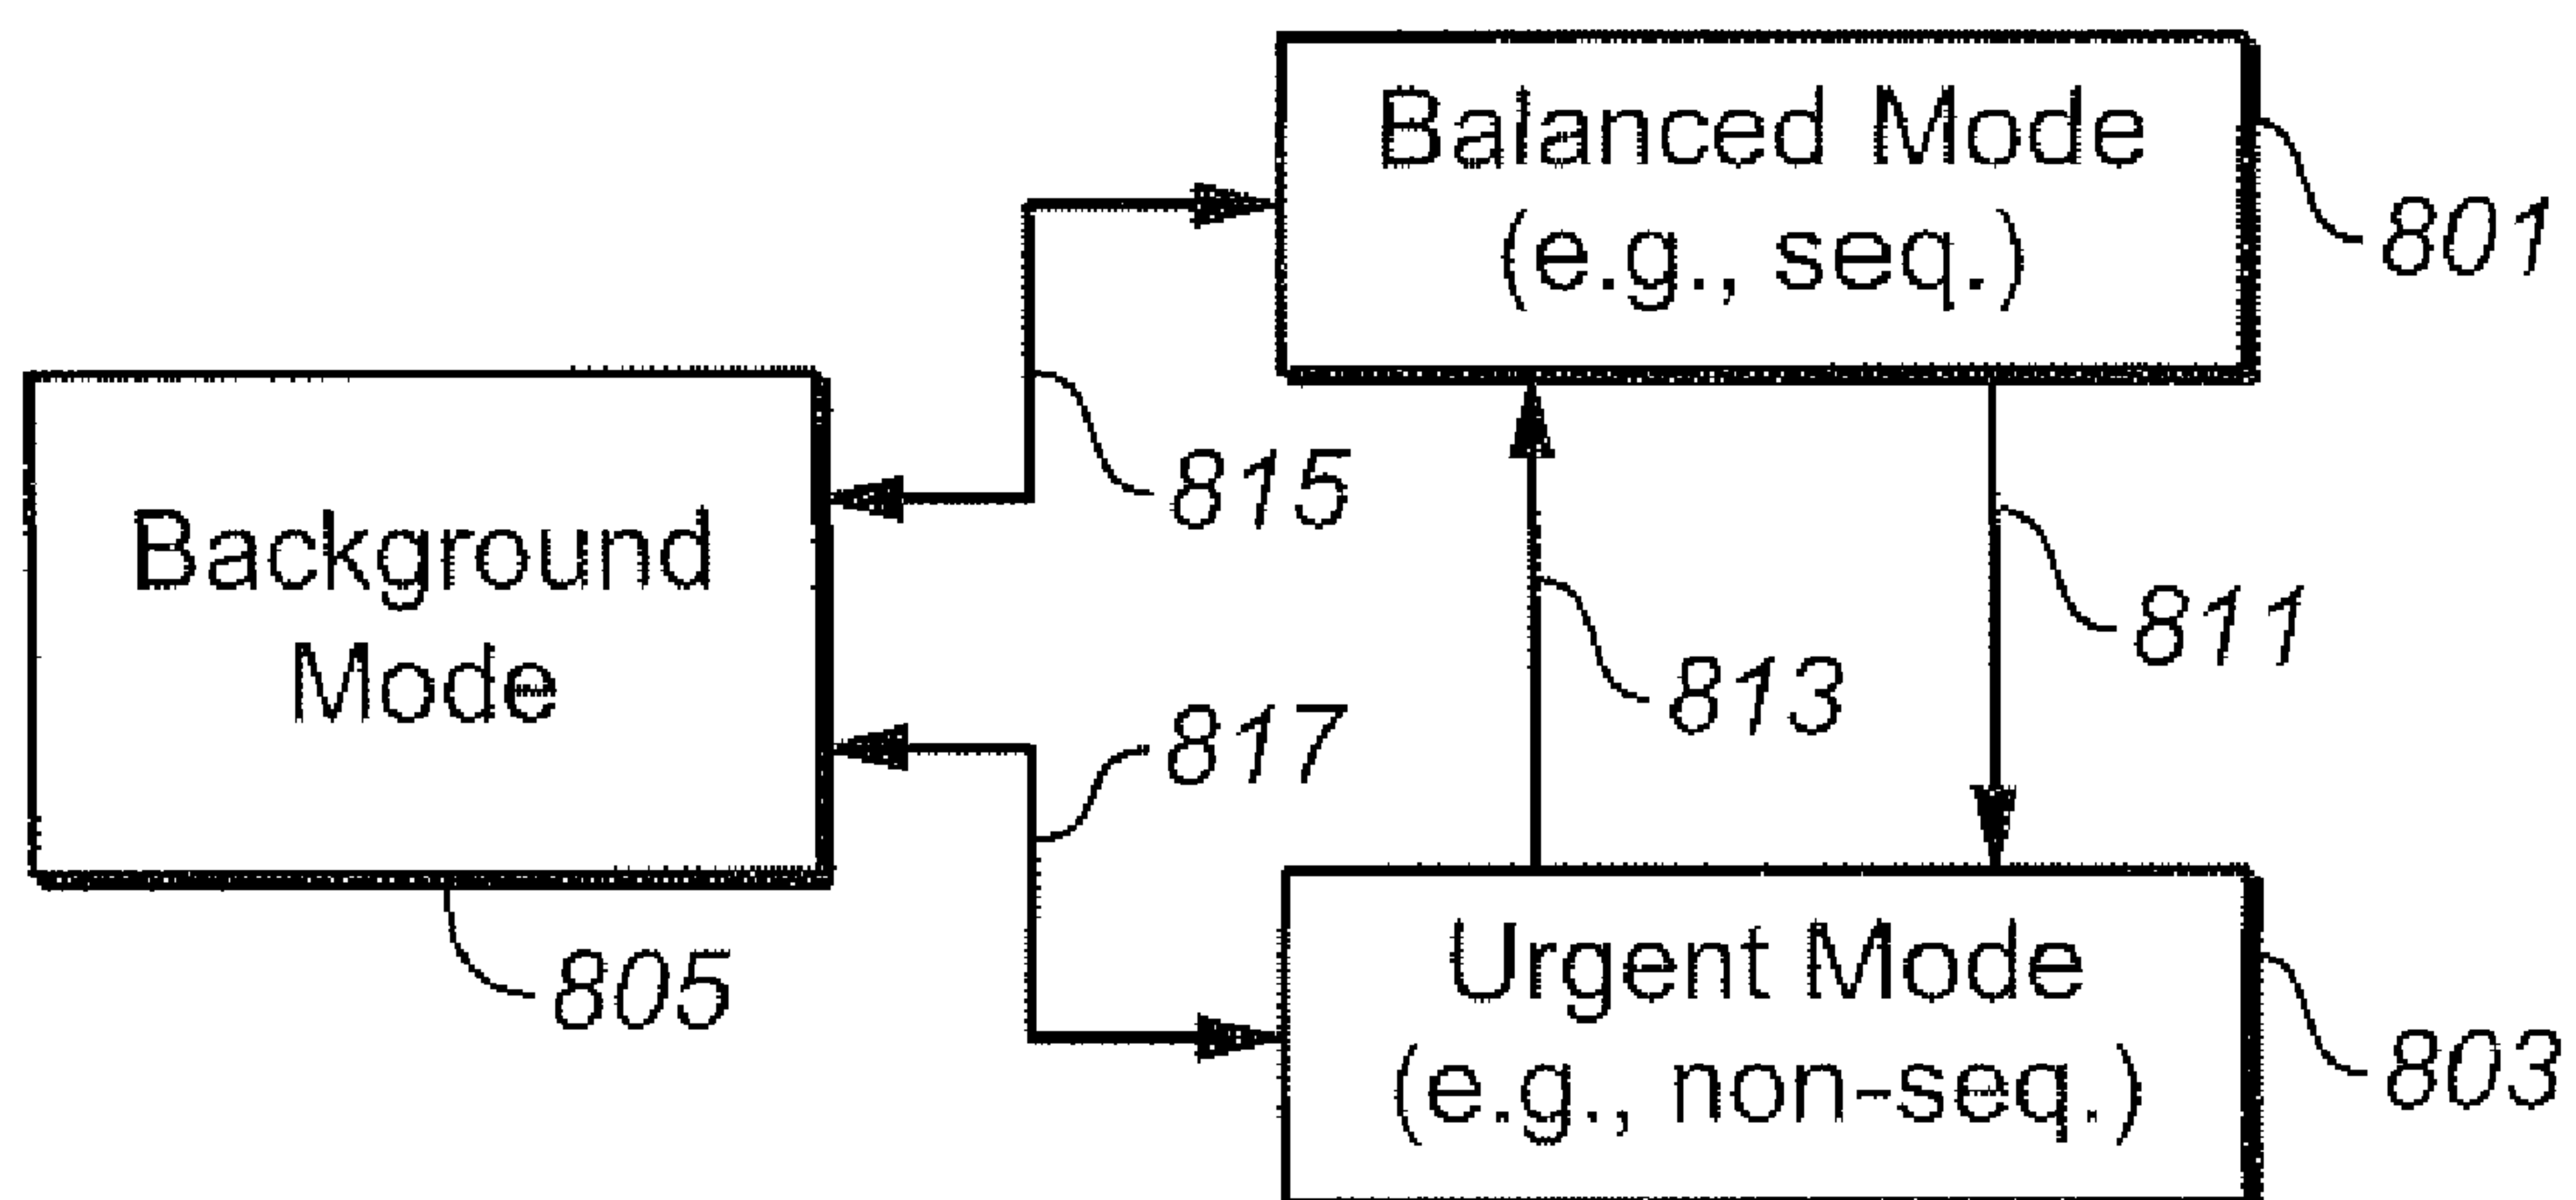 Balanced Mode
(e.g., seq.)
801
815
Background
Mode
811
813
817
805
Urgent Mode
(e.g., non-seq.)
803